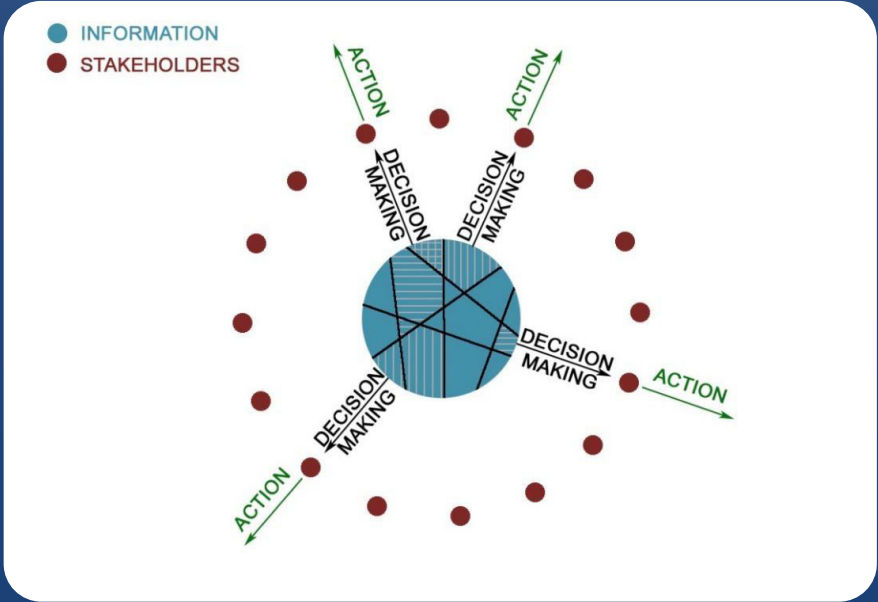 INFORMATION
STAKEHOLDERS
ACTION
ACTION
DECISION
MAKING
DECISION
MAKING
DECISION
MAKING
ACTION
DECISION
MAKING
ACTION